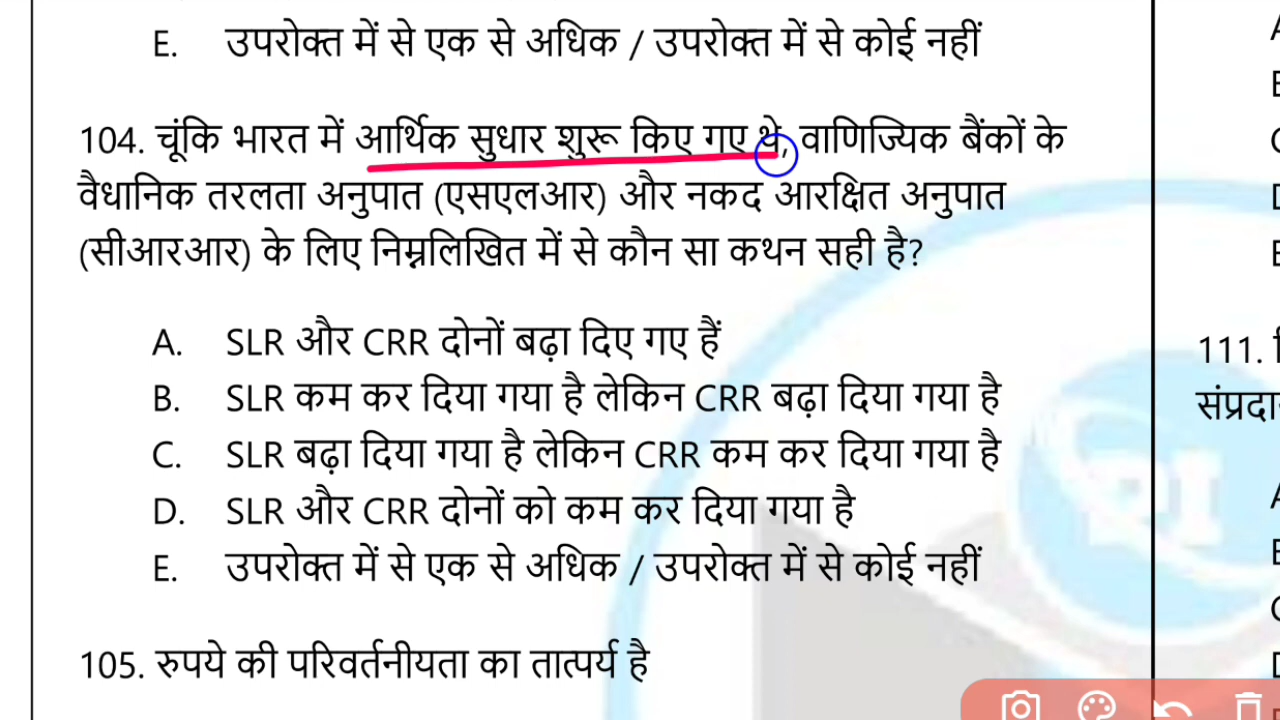 E. उपरोक्त में से एक से अधिक / उपरोक्त में से कोई नहीं
104. चूंकि भारत में आर्थिक सुधार शुरू किए गए थे, वाणिज्यिक बैंकों के
वैधानिक तरलता अनुपात (एसएलआर) और नकद आरक्षित अनुपात
(सीआरआर) के लिए निम्नलिखित में से कौन सा कथन सही है?
A. SLR और CRR दोनों बढ़ा दिए गए हैं
B. SLR कम कर दिया गया है लेकिन CRR बढ़ा दिया गया है
C. SLR बढ़ा दिया गया है लेकिन CRR कम कर दिया गया है
D. SLR और CRR दोनों को कम कर दिया गया है
E. उपरोक्त में से एक से अधिक / उपरोक्त में से कोई नहीं
105. रुपये की परिवर्तनीयता का तात्पर्य है
111.